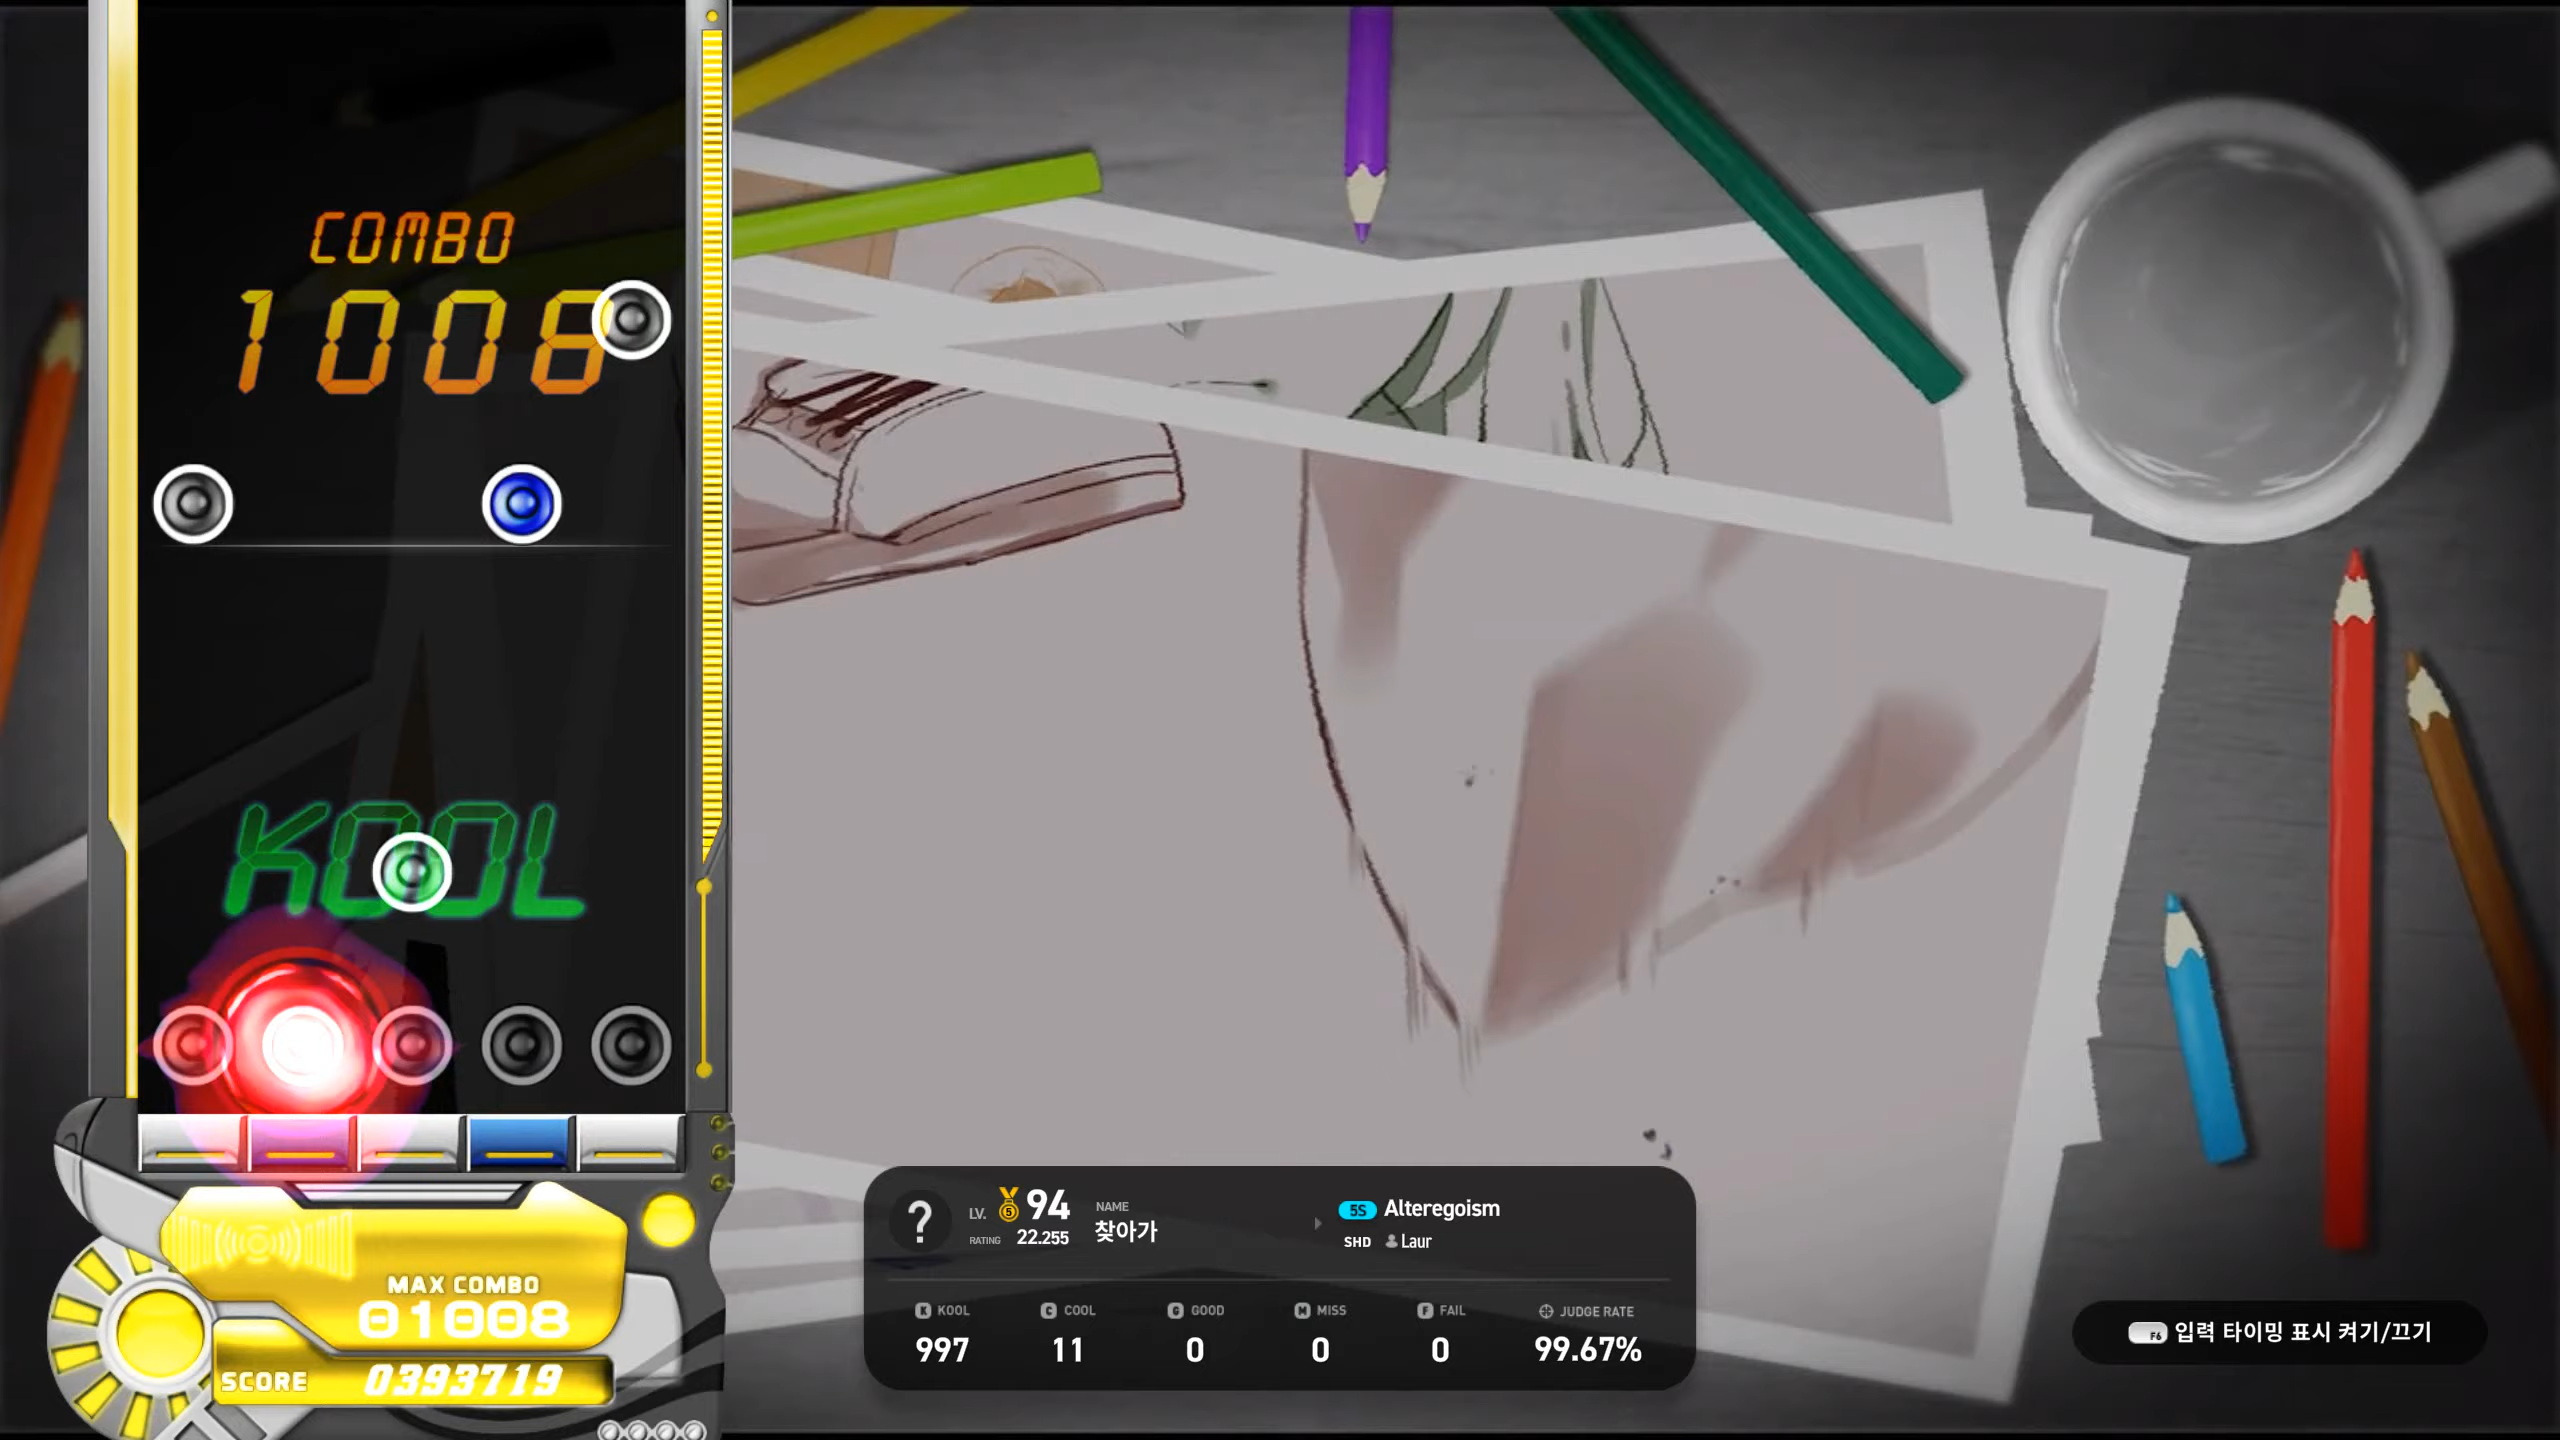 COMBO
1008
KOOL
MAX COMBO
01008
SCORE 0393719
?
LV. 5 94
RATING 22.255
NAME
찾아가
5S Alteregoism
SHD Laur
K KOOL
997
C COOL
11
G GOOD
0
M MISS
0
F FAIL
0
JUDGE RATE
99.67%
F6 입력 타이밍 표시 켜기/끄기